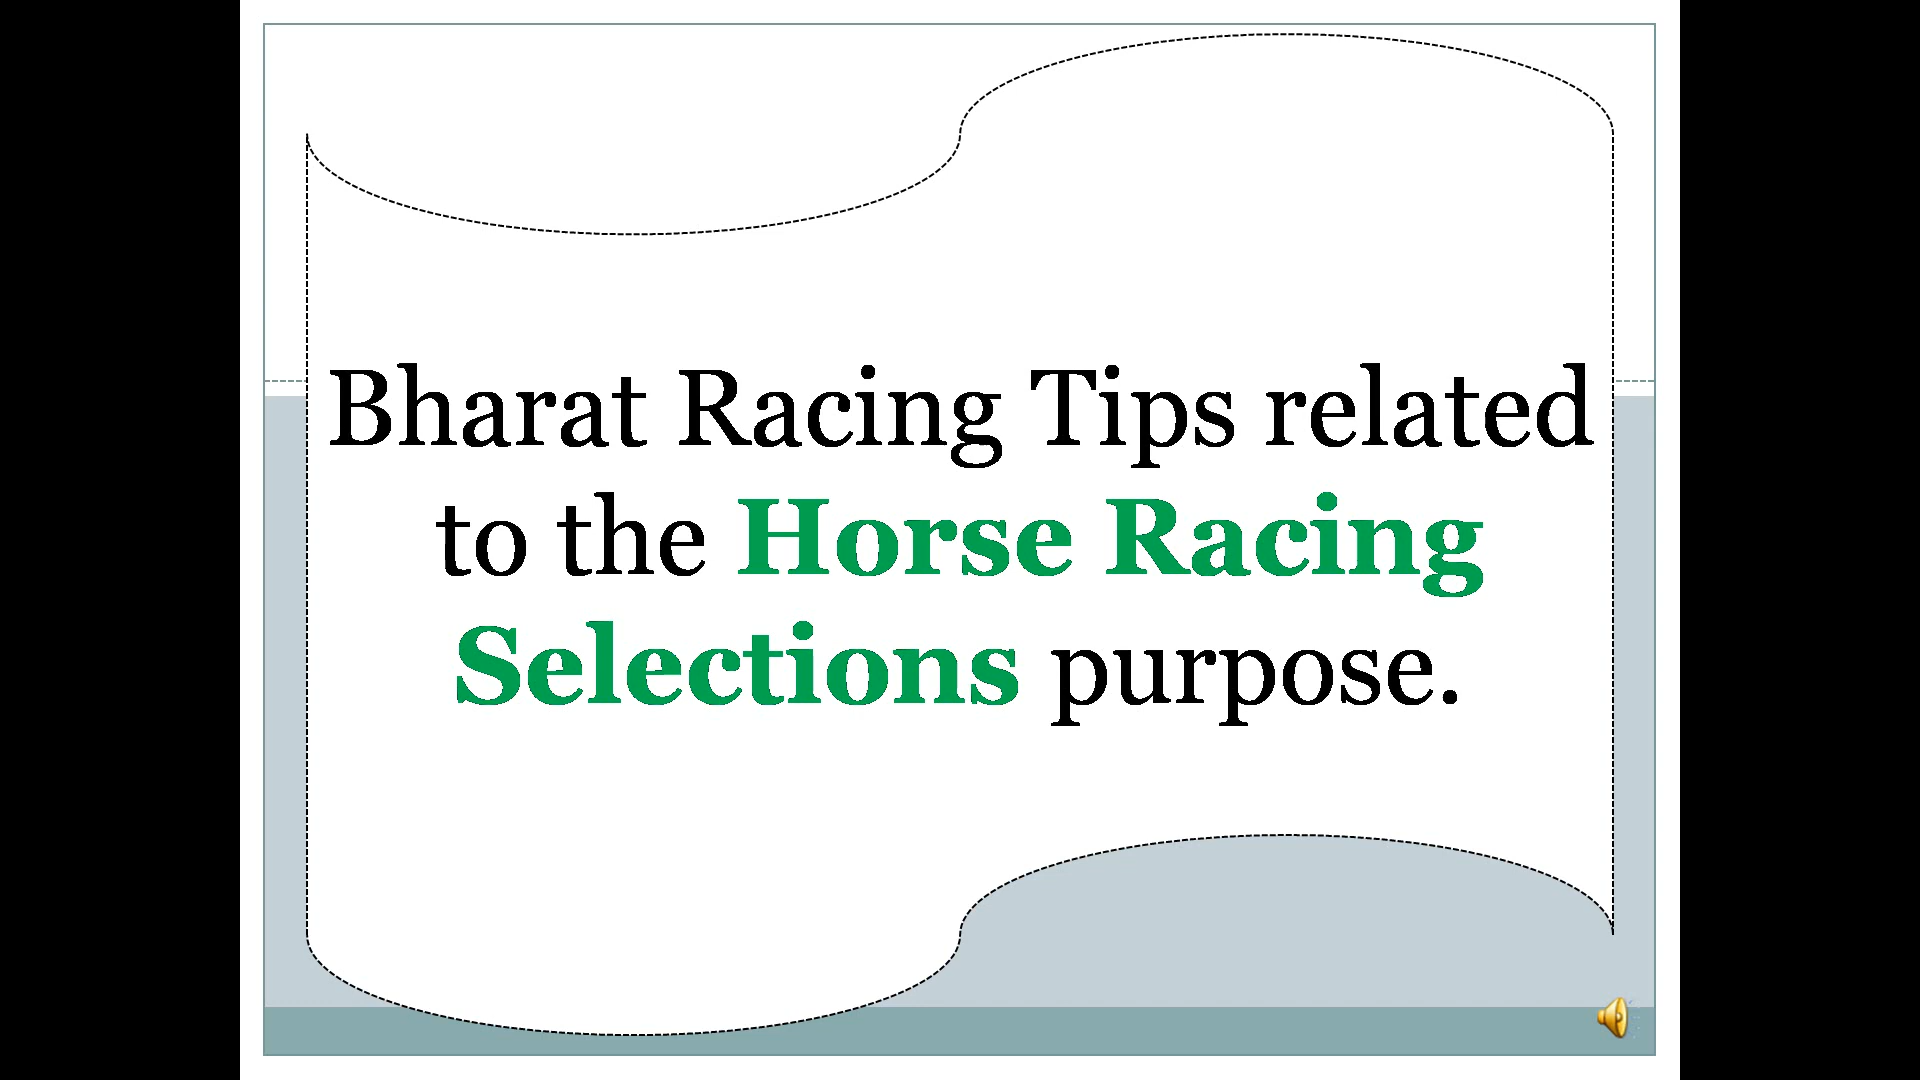 Bharat Racing Tips related
to the Horse Racing
Selections purpose.